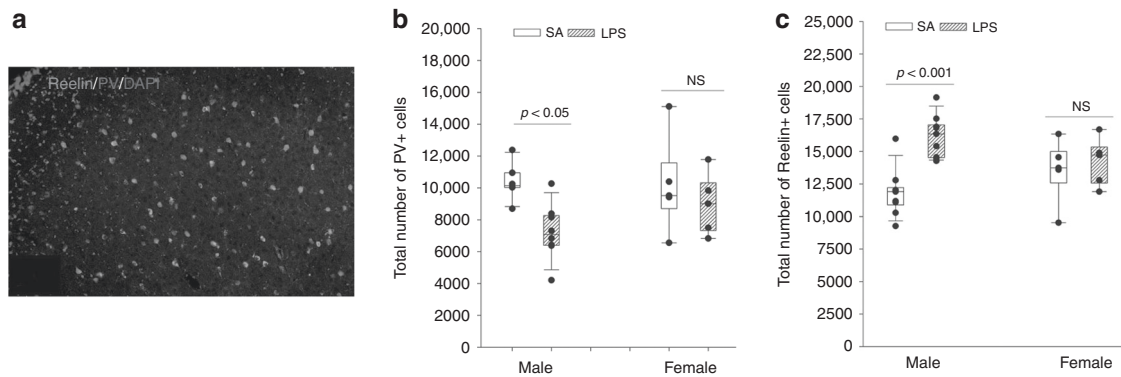 a
Reelin/PV/DAPI
b
SA LPS
Total number of PV+ cells
20,000
18,000
16,000
14,000
12,000
10,000
8000
6000
4000
2000
0
p < 0.05
NS
Male Female
c
SA LPS
Total number of Reelin+ cells
25,000
22,500
20,000
17,500
15,000
12,500
10,000
7500
5000
2500
0
p < 0.001
NS
Male Female